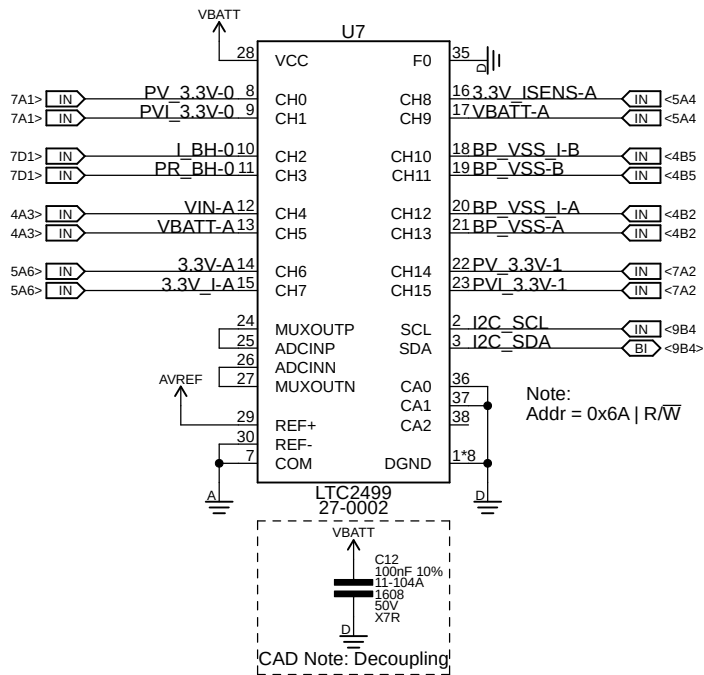 VBATT
U7
28 VCC F0 35 D
7A1> IN PV_3.3V-0 8 CH0 CH8 16 3.3V_ISENS-A IN <5A4
7A1> IN PVI_3.3V-0 9 CH1 CH9 17 VBATT-A IN <5A4
7D1> IN I_BH-0 10 CH2 CH10 18 BP_VSS_I-B IN <4B5
7D1> IN PR_BH-0 11 CH3 CH11 19 BP_VSS-B IN <4B5
4A3> IN VIN-A 12 CH4 CH12 20 BP_VSS_I-A IN <4B2
4A3> IN VBATT-A 13 CH5 CH13 21 BP_VSS-A IN <4B2
5A6> IN 3.3V-A 14 CH6 CH14 22 PV_3.3V-1 IN <7A2
5A6> IN 3.3V_I-A 15 CH7 CH15 23 PVI_3.3V-1 IN <7A2
24 MUXOUTP SCL 2 I2C_SCL IN <9B4
25 ADCINP SDA 3 I2C_SDA BI <9B4>
26 ADCINN
27 MUXOUTN CA0 36
AVREF
CA1 37
29 REF+ CA2 38
30 REF-
7 COM DGND 1*8
Note:
Addr = 0x6A | R/W̅
A
D
LTC2499
27-0002
VBATT
C12
100nF 10%
11-104A
1608
50V
X7R
D
CAD Note: Decoupling